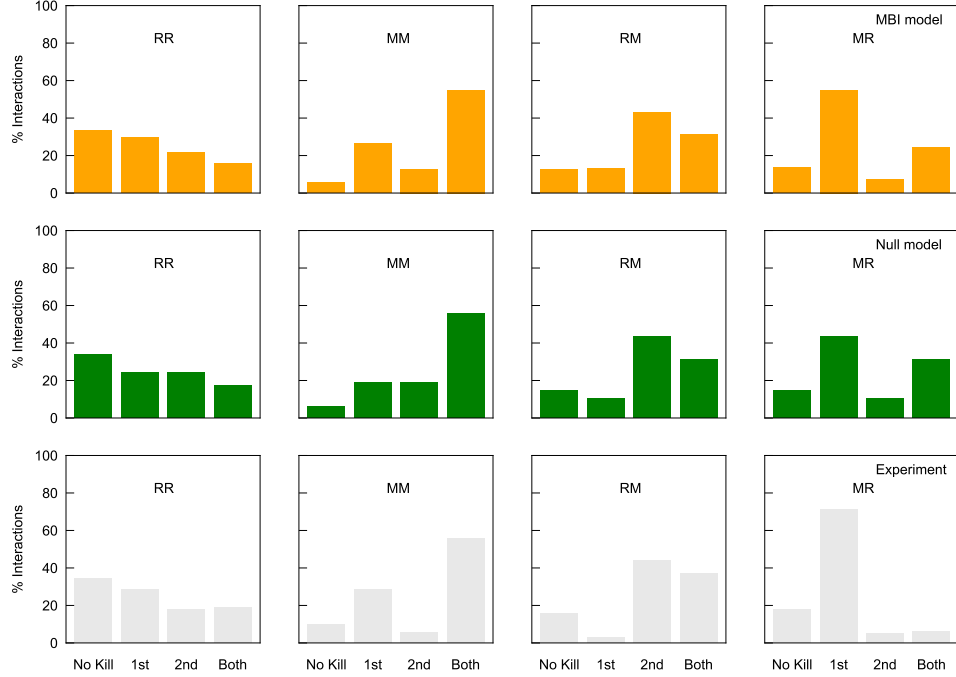 MBI model
% Interactions
100
80
60
40
20
0
RR
MM
RM
MR
Null model
% Interactions
100
80
60
40
20
0
RR
MM
RM
MR
Experiment
% Interactions
100
80
60
40
20
0
RR
MM
RM
MR
No Kill 1st 2nd Both
No Kill 1st 2nd Both
No Kill 1st 2nd Both
No Kill 1st 2nd Both